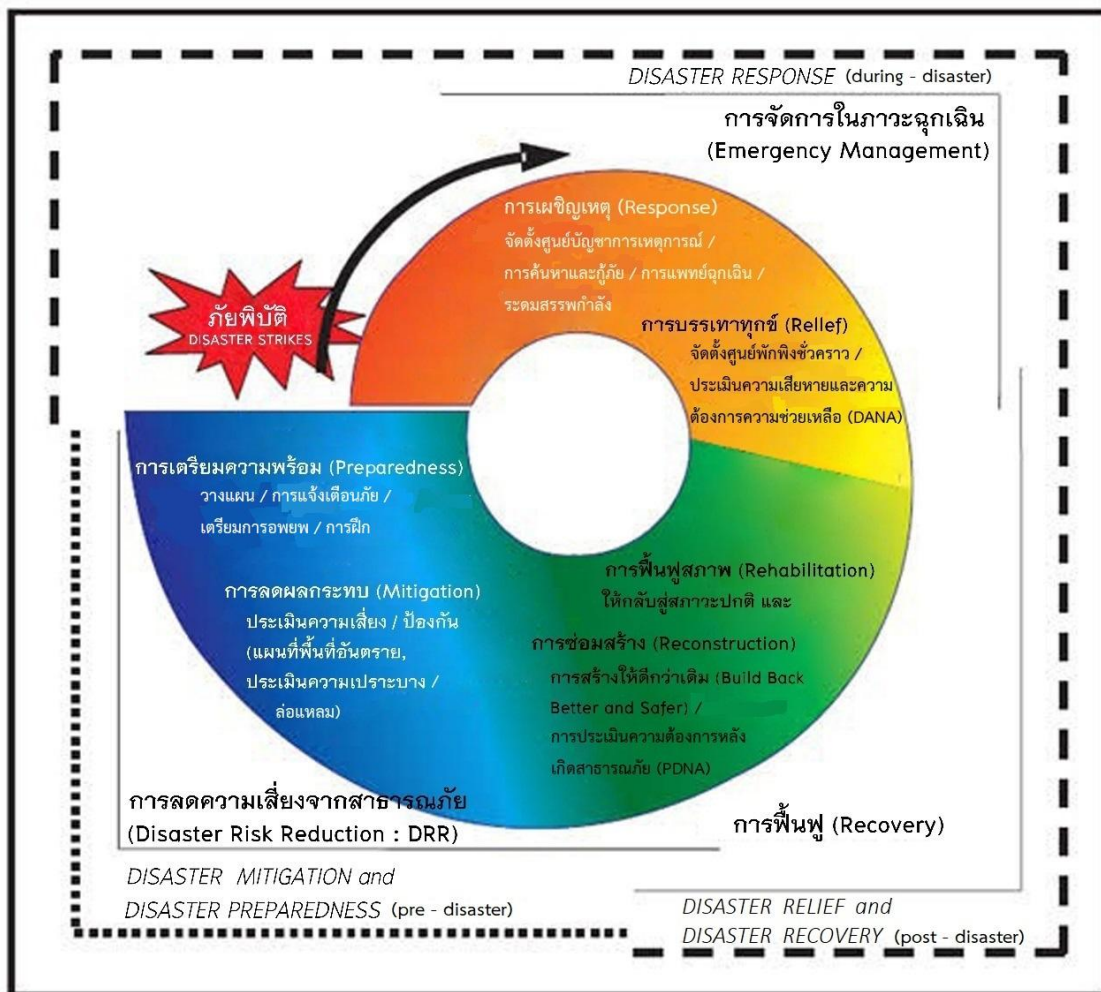 DISASTER RESPONSE (during - disaster)
การจัดการในภาวะฉุกเฉิน
(Emergency Management)
การเผชิญเหตุ (Response)
จัดตั้งศูนย์บัญชาการเหตุการณ์ /
การค้นหาและกู้ภัย / การแพทย์ฉุกเฉิน /
ระดมสรรพกำลัง
ภัยพิบัติ
DISASTER STRIKES
การบรรเทาทุกข์ (Rellef)
จัดตั้งศูนย์พักพิงชั่วคราว /
ประเมินความเสียหายและความ
ต้องการความช่วยเหลือ (DANA)
การเตรียมความพร้อม (Preparedness)
วางแผน / การแจ้งเตือนภัย /
เตรียมการอพยพ / การฝึก
การลดผลกระทบ (Mitigation)
ประเมินความเสี่ยง / ป้องกัน
(แผนที่พื้นที่อันตราย,
ประเมินความเปราะบาง /
ล่อแหลม)
การฟื้นฟูสภาพ (Rehabilitation)
ให้กลับสู่สภาวะปกติ และ
การซ่อมสร้าง (Reconstruction)
การสร้างให้ดีกว่าเดิม (Build Back
Better and Safer) /
การประเมินความต้องการหลัง
เกิดสาธารณภัย (PDNA)
การลดความเสี่ยงจากสาธารณภัย
(Disaster Risk Reduction : DRR)
การฟื้นฟู (Recovery)
DISASTER MITIGATION and
DISASTER PREPAREDNESS (pre - disaster)
DISASTER RELIEF and
DISASTER RECOVERY (post - disaster)